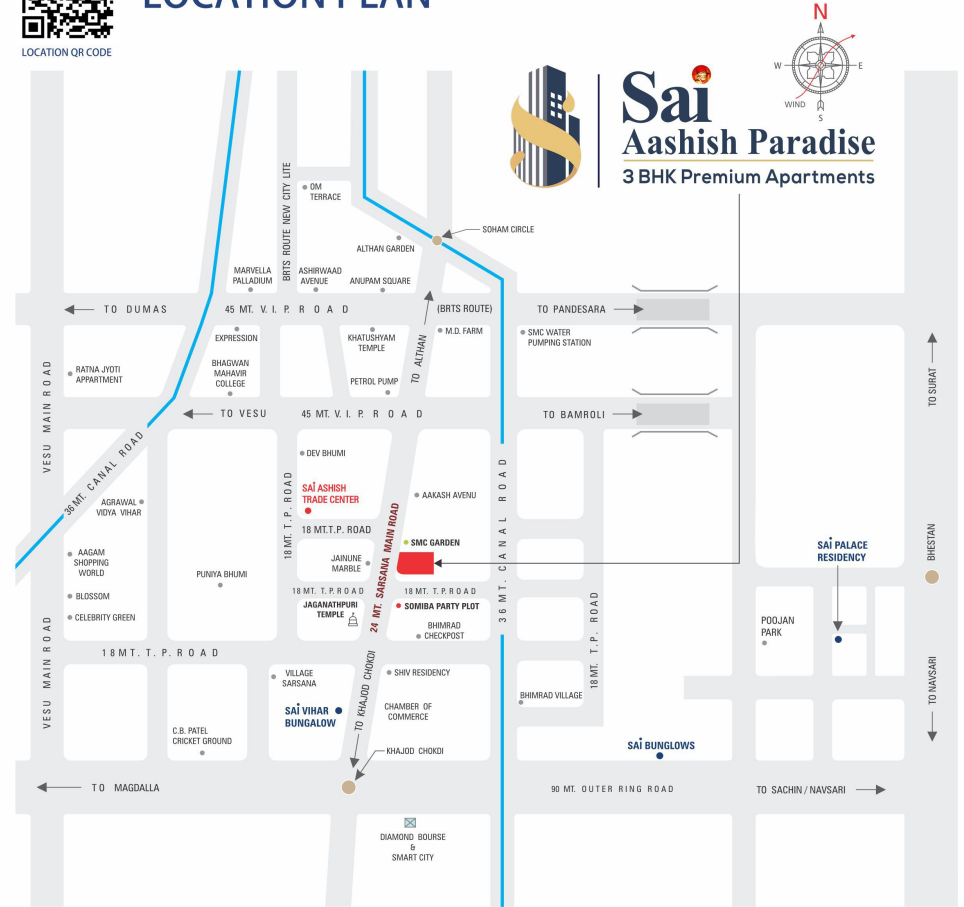 LOCATION PLAN
LOCATION QR CODE
N
W
E
S
WIND
Sai
Aashish Paradise
3 BHK Premium Apartments
BRTS ROUTE NEW CITY LITE
OM
TERRACE
SOHAM CIRCLE
ALTHAN GARDEN
MARVELLA
PALLADIUM
ASHIRWAAD
AVENUE
ANUPAM SQUARE
TO DUMAS
45 MT. V. I. P. ROAD
(BRTS ROUTE)
TO PANDESARA
EXPRESSION
KHATUSHYAM
TEMPLE
M.D. FARM
SMC WATER
PUMPING STATION
TO ALTHAN
RATNA JYOTI
APPARTMENT
BHAGWAN
MAHAVIR
COLLEGE
PETROL PUMP
VESU MAIN ROAD
TO SURAT
TO VESU
45 MT. V. I. P. ROAD
TO BAMROLI
36 MT. CANAL ROAD
DEV BHUMI
SAI ASHISH
TRADE CENTER
AAKASH AVENU
AGRAWAL
VIDYA VIHAR
18 MT. T.P. ROAD
18 MT.T.P. ROAD
24 MT. SARSANA MAIN ROAD
36 MT. CANAL ROAD
SMC GARDEN
SAI PALACE
RESIDENCY
BHESTAN
AAGAM
SHOPPING
WORLD
PUNIYA BHUMI
JAINUNE
MARBLE
18 MT. T.P. ROAD
18 MT. T.P. ROAD
BLOSSOM
CELEBRITY GREEN
JAGANATHPURI
TEMPLE
SOMIBA PARTY PLOT
BHIMRAD
CHECKPOST
18 MT. T.P. ROAD
POOJAN
PARK
18 MT. T. P. ROAD
VESU MAIN ROAD
TO NAVSARI
VILLAGE
SARSANA
SHIV RESIDENCY
TO KHAJOD CHOKDI
SAI VIHAR
BUNGALOW
CHAMBER OF
COMMERCE
BHIMRAD VILLAGE
C.B. PATEL
CRICKET GROUND
KHAJOD CHOKDI
SAI BUNGLOWS
TO MAGDALLA
90 MT. OUTER RING ROAD
TO SACHIN / NAVSARI
DIAMOND BOURSE
&
SMART CITY